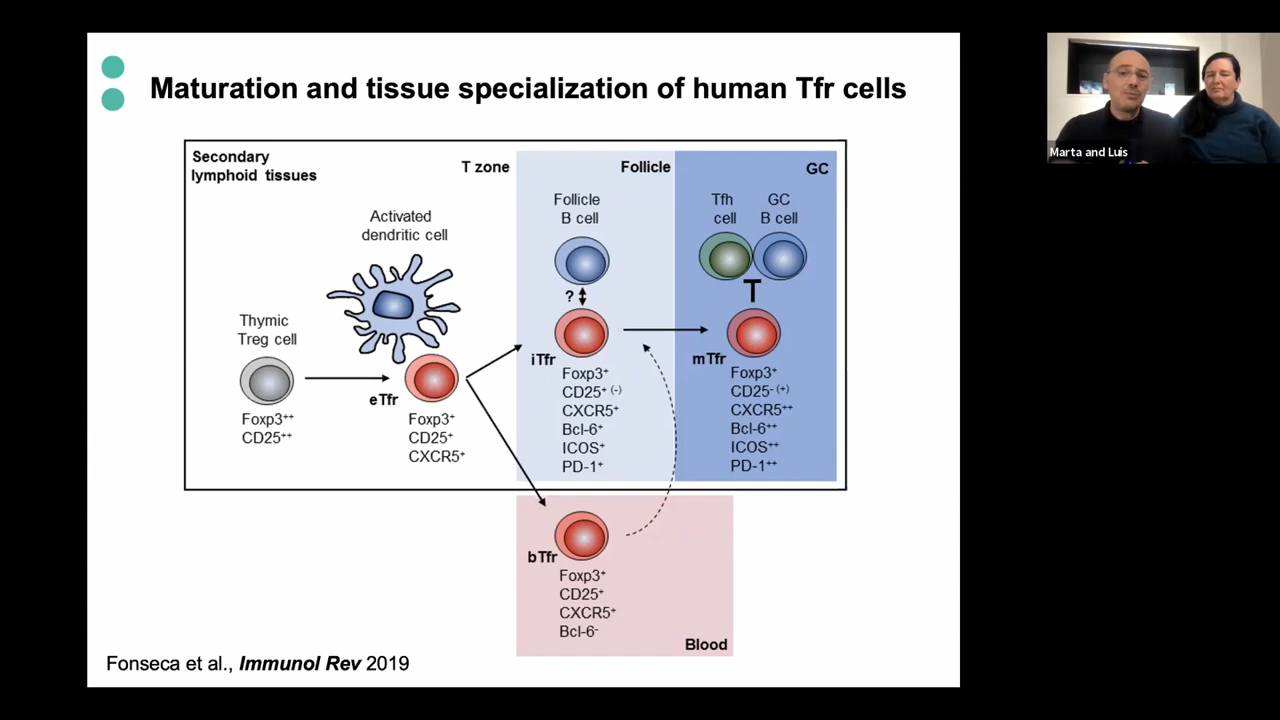 Maturation and tissue specialization of human Tfr cells
Secondary
lymphoid tissues
T zone
Follicle
GC
Activated
dendritic cell
Follicle
B cell
Tfh
cell
GC
B cell
?
Thymic
Treg cell
Foxp3⁺⁺
CD25⁺⁺
eTfr
Foxp3⁺
CD25⁺
CXCR5⁺
iTfr
Foxp3⁺
CD25⁺ ⁽⁻⁾
CXCR5⁺
Bcl-6⁺
ICOS⁺
PD-1⁺
mTfr
Foxp3⁺
CD25⁻ ⁽⁺⁾
CXCR5⁺⁺
Bcl-6⁺⁺
ICOS⁺⁺
PD-1⁺⁺
bTfr
Foxp3⁺
CD25⁺
CXCR5⁺
Bcl-6⁻
Blood
Fonseca et al., Immunol Rev 2019
Marta and Luis